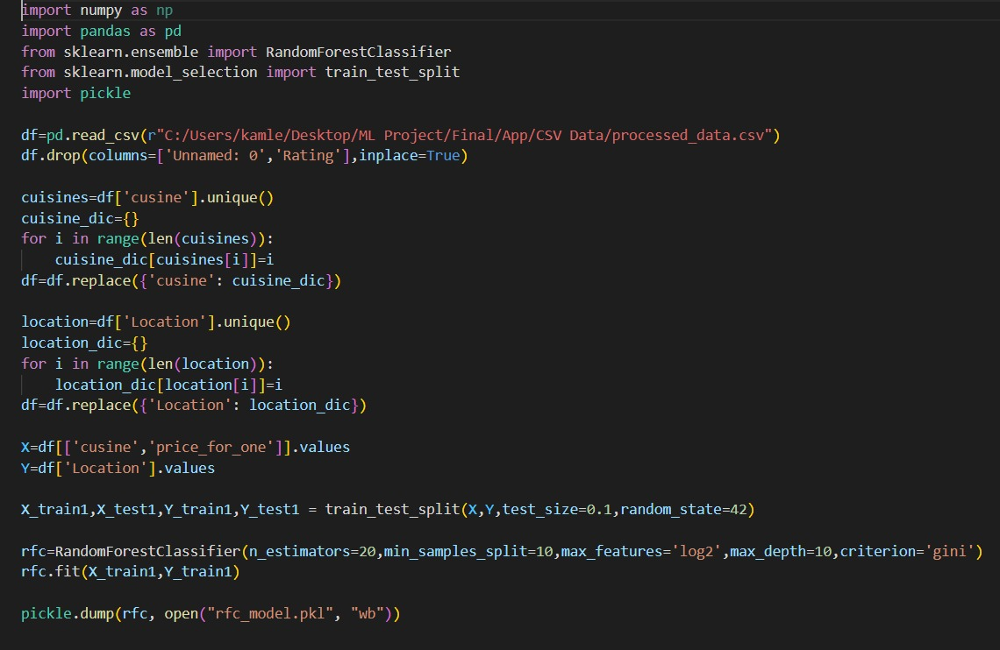 import numpy as np
import pandas as pd
from sklearn.ensemble import RandomForestClassifier
from sklearn.model_selection import train_test_split
import pickle

df=pd.read_csv(r"C:/Users/kamle/Desktop/ML Project/Final/App/CSV Data/processed_data.csv")
df.drop(columns=['Unnamed: 0','Rating'],inplace=True)

cuisines=df['cusine'].unique()
cuisine_dic={}
for i in range(len(cuisines)):
    cuisine_dic[cuisines[i]]=i
df=df.replace({'cusine': cuisine_dic})

location=df['Location'].unique()
location_dic={}
for i in range(len(location)):
    location_dic[location[i]]=i
df=df.replace({'Location': location_dic})

X=df[['cusine','price_for_one']].values
Y=df['Location'].values

X_train1,X_test1,Y_train1,Y_test1 = train_test_split(X,Y,test_size=0.1,random_state=42)

rfc=RandomForestClassifier(n_estimators=20,min_samples_split=10,max_features='log2',max_depth=10,criterion='gini')
rfc.fit(X_train1,Y_train1)

pickle.dump(rfc, open("rfc_model.pkl", "wb"))